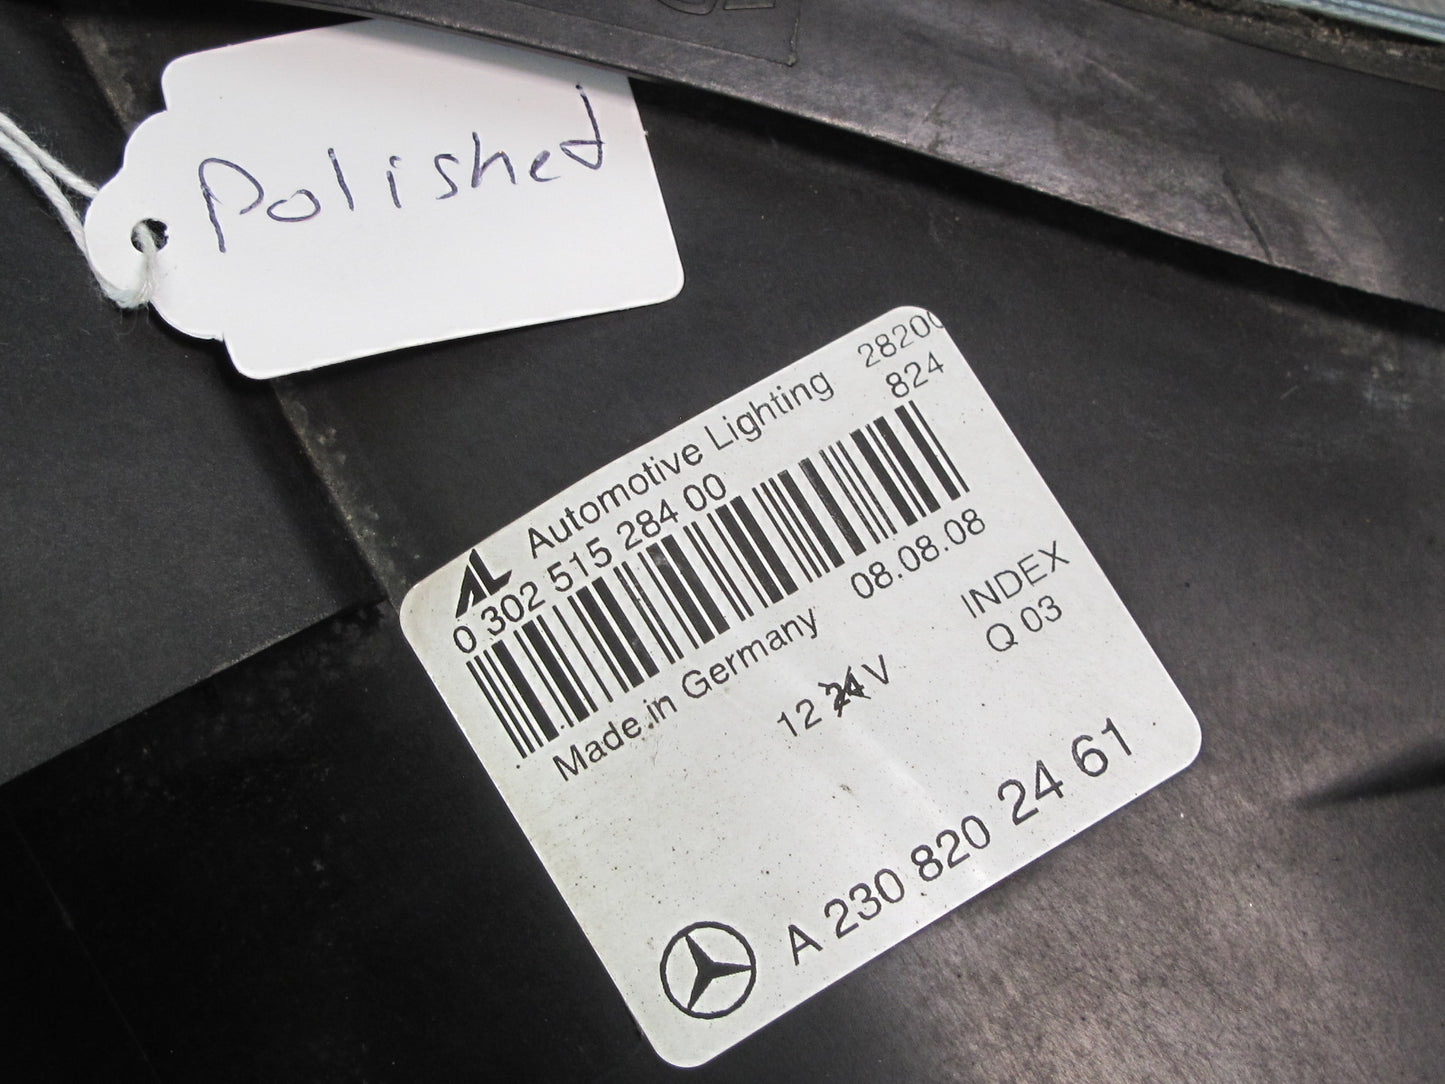 Polished
AL Automotive Lighting 28200
0 302 515 284 00 824
Made in Germany 08.08.08
12 24 V INDEX
Q 03
A 230 820 24 61